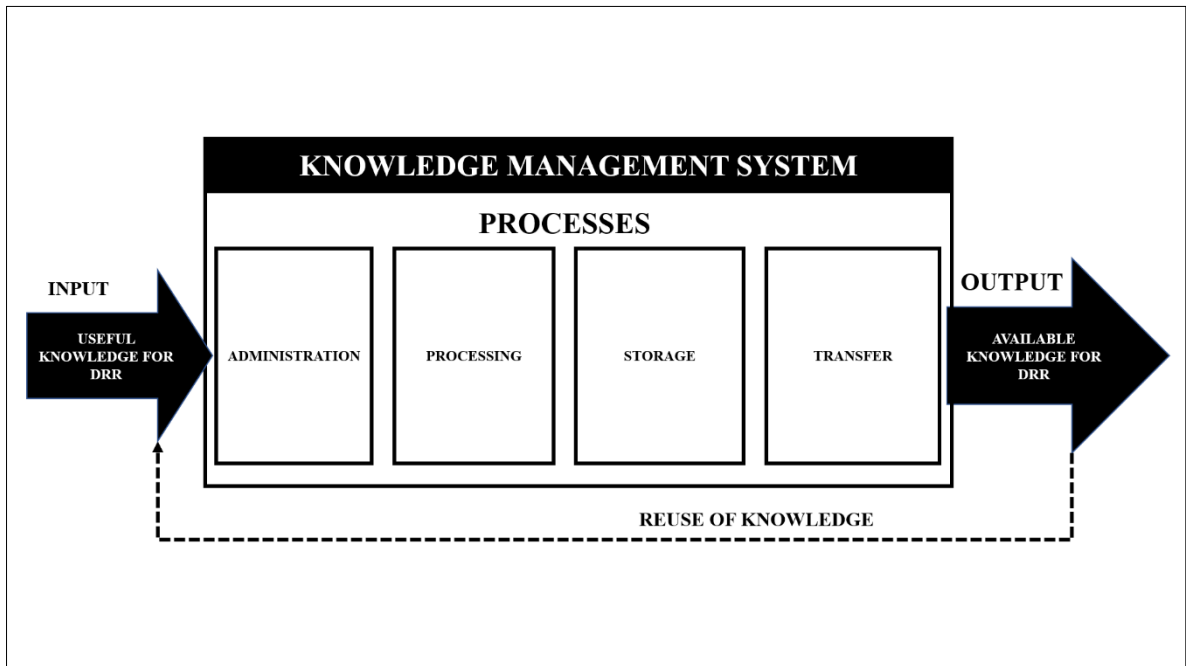 KNOWLEDGE MANAGEMENT SYSTEM
PROCESSES
INPUT
USEFUL
KNOWLEDGE FOR
DRR
ADMINISTRATION
PROCESSING
STORAGE
TRANSFER
OUTPUT
AVAILABLE
KNOWLEDGE FOR
DRR
REUSE OF KNOWLEDGE